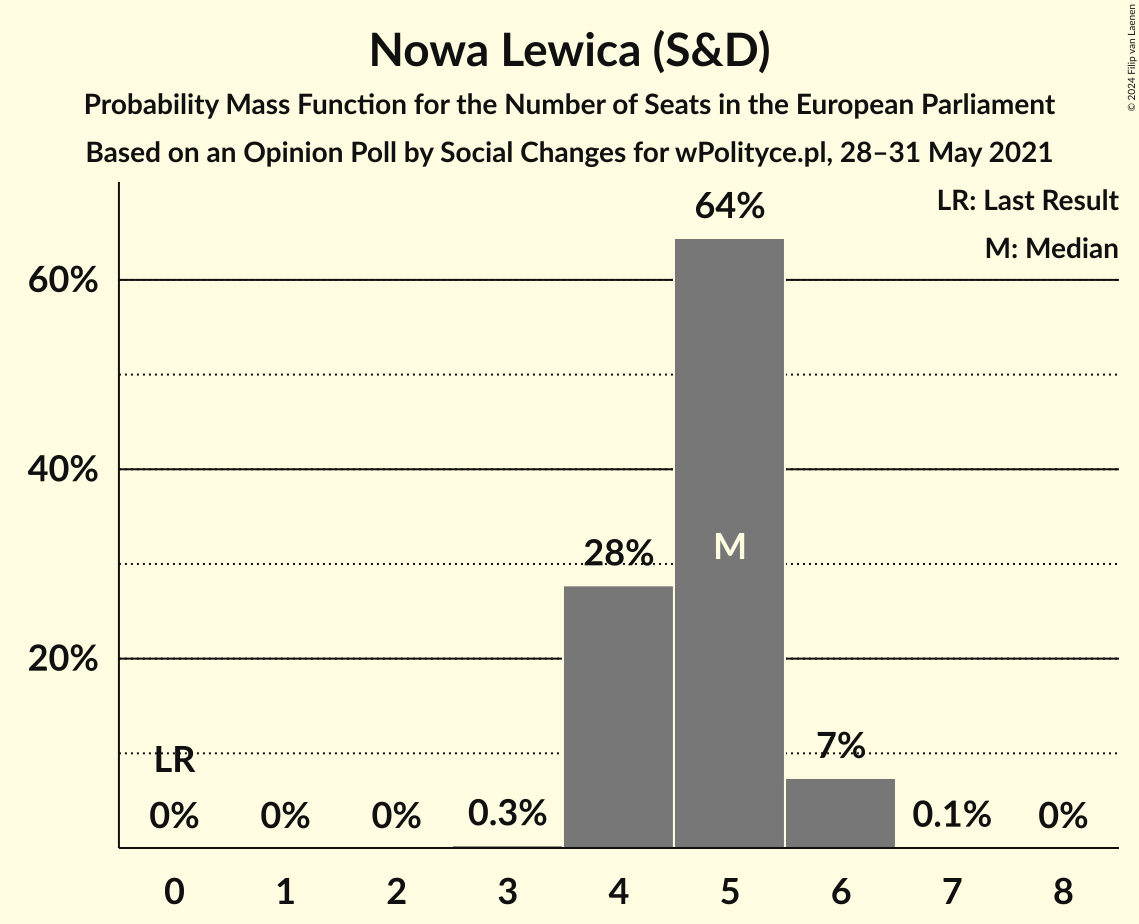 Nowa Lewica (S&D)
Probability Mass Function for the Number of Seats in the European Parliament
Based on an Opinion Poll by Social Changes for wPolityce.pl, 28–31 May 2021
© 2024 Filip van Laenen
LR: Last Result
M: Median
60%
40%
20%
64%
28%
M
7%
LR
0%
0%
0%
0.3%
0.1%
0%
0 1 2 3 4 5 6 7 8